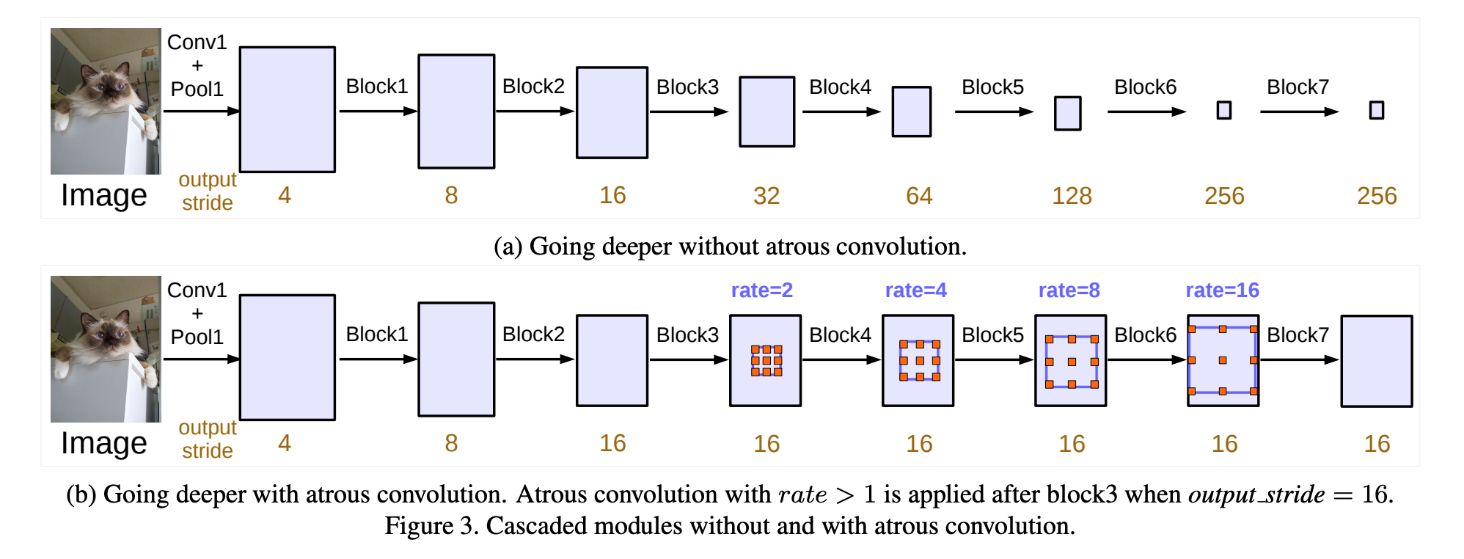 Conv1
+
Pool1
Block1
Block2
Block3
Block4
Block5
Block6
Block7
Image
output
stride
4
8
16
32
64
128
256
256
(a) Going deeper without atrous convolution.
rate=2
rate=4
rate=8
rate=16
Conv1
+
Pool1
Block1
Block2
Block3
Block4
Block5
Block6
Block7
Image
output
stride
4
8
16
16
16
16
16
16
(b) Going deeper with atrous convolution. Atrous convolution with rate > 1 is applied after block3 when output_stride = 16.
Figure 3. Cascaded modules without and with atrous convolution.